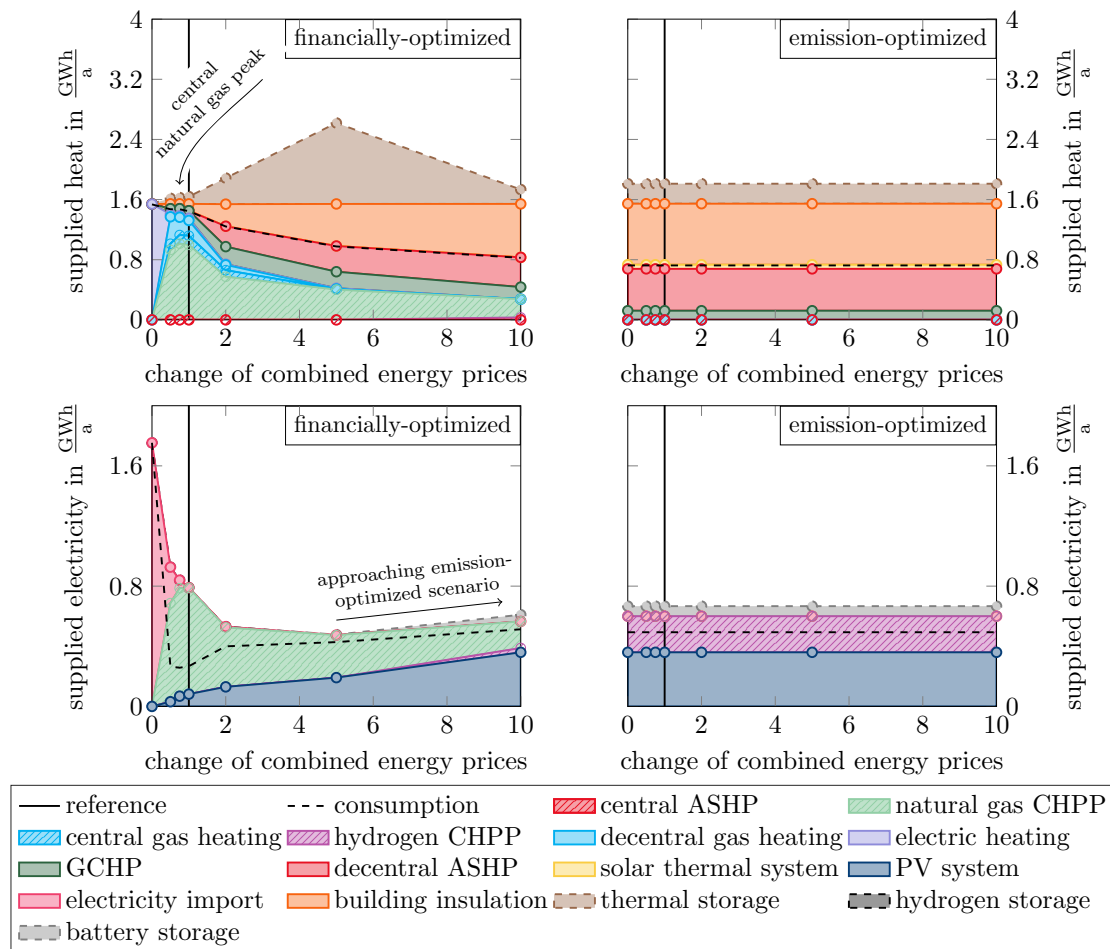 financially-optimized
emission-optimized
central
natural gas peak
supplied heat in GWh/a
4
3.2
2.4
1.6
0.8
0
0 2 4 6 8 10
change of combined energy prices
0 2 4 6 8 10
change of combined energy prices
4
3.2
2.4
1.6
0.8
0
supplied heat in GWh/a
financially-optimized
emission-optimized
approaching emission-
optimized scenario
supplied electricity in GWh/a
1.6
0.8
0
0 2 4 6 8 10
change of combined energy prices
0 2 4 6 8 10
change of combined energy prices
1.6
0.8
0
supplied electricity in GWh/a
reference consumption central ASHP natural gas CHPP
central gas heating hydrogen CHPP decentral gas heating electric heating
GCHP decentral ASHP solar thermal system PV system
electricity import building insulation thermal storage hydrogen storage
battery storage